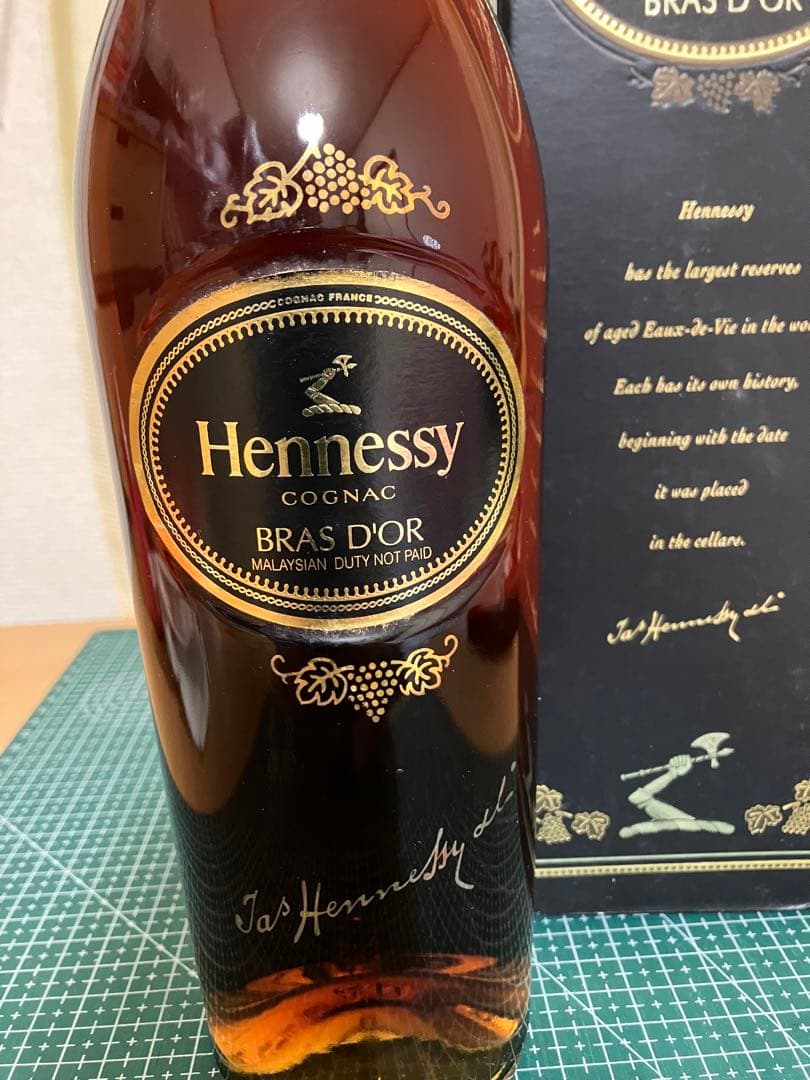 COGNAC FRANCE
Hennessy
COGNAC
BRAS D'OR
MALAYSIAN DUTY NOT PAID
Jas Hennessy
BRAS D'OR
Hennessy
has the largest reserves
of aged Eaux-de-Vie in the
Each has its own history,
beginning with the date
it was placed
in the cellars.
Jas Hennessy